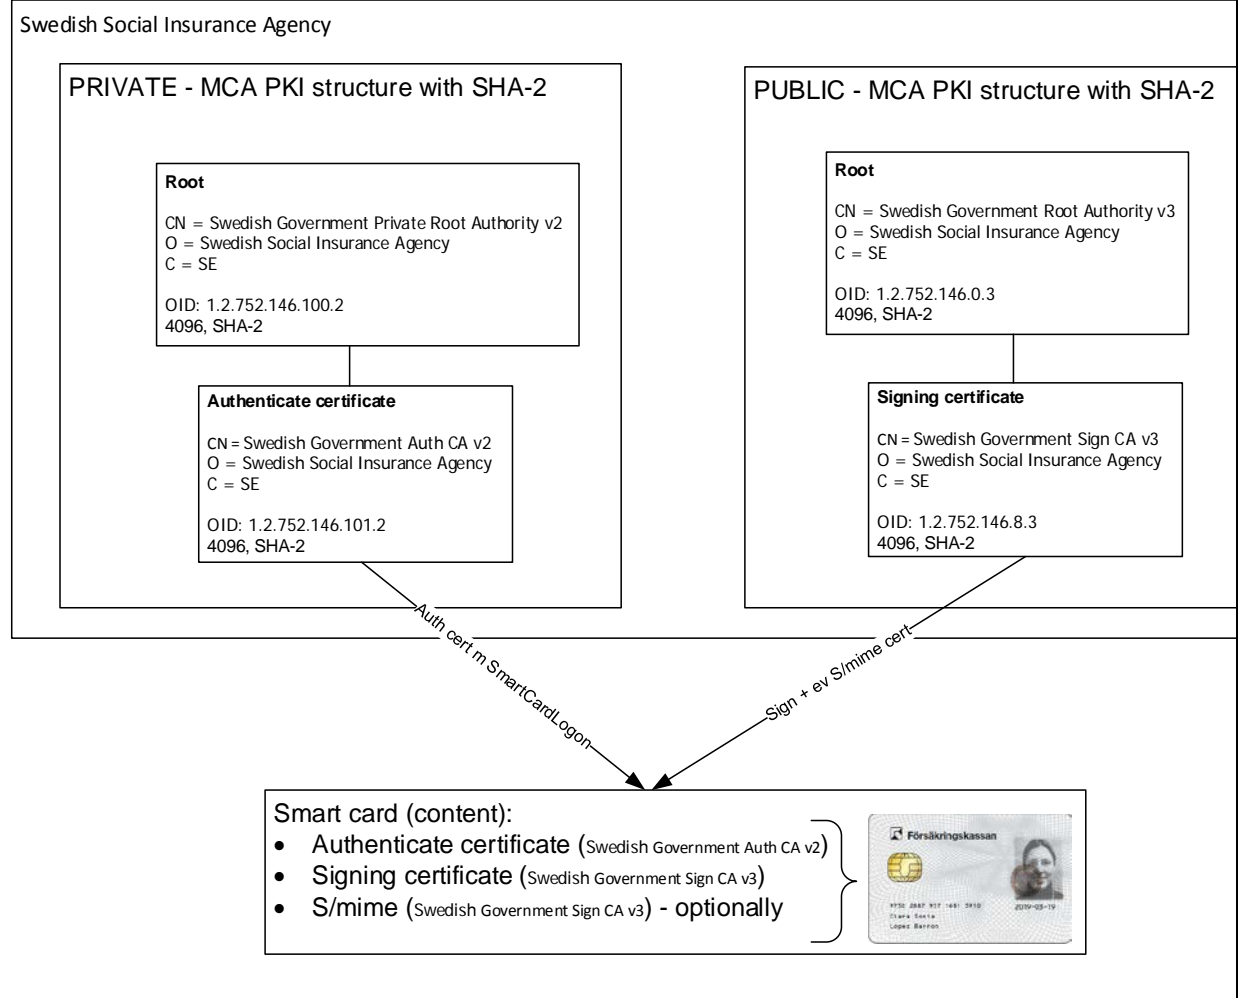 Swedish Social Insurance Agency
PRIVATE - MCA PKI structure with SHA-2
Root
CN = Swedish Government Private Root Authority v2
O = Swedish Social Insurance Agency
C = SE
OID: 1.2.752.146.100.2
4096, SHA-2
Authenticate certificate
CN = Swedish Government Auth CA v2
O = Swedish Social Insurance Agency
C = SE
OID: 1.2.752.146.101.2
4096, SHA-2
PUBLIC - MCA PKI structure with SHA-2
Root
CN = Swedish Government Root Authority v3
O = Swedish Social Insurance Agency
C = SE
OID: 1.2.752.146.0.3
4096, SHA-2
Signing certificate
CN = Swedish Government Sign CA v3
O = Swedish Social Insurance Agency
C = SE
OID: 1.2.752.146.8.3
4096, SHA-2
Auth cert m SmartCardLogon
Sign + ev S/mime cert
Smart card (content):
• Authenticate certificate (Swedish Government Auth CA v2)
• Signing certificate (Swedish Government Sign CA v3)
• S/mime (Swedish Government Sign CA v3) - optionally
Försäkringskassan
2019-03-19
Clara Sonia
Lopez Barron